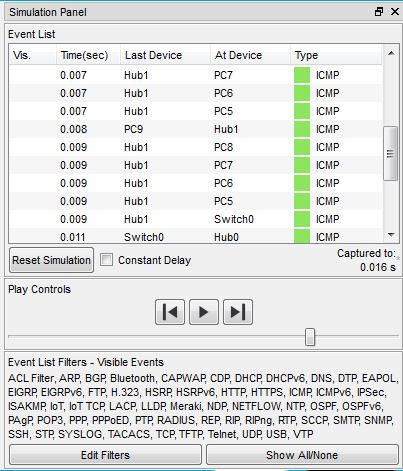 Simulation Panel
Event List
Vis. Time(sec) Last Device At Device Type
0.007 Hub1 PC7 ICMP
0.007 Hub1 PC6 ICMP
0.007 Hub1 PC5 ICMP
0.008 PC9 Hub1 ICMP
0.009 Hub1 PC8 ICMP
0.009 Hub1 PC7 ICMP
0.009 Hub1 PC6 ICMP
0.009 Hub1 PC5 ICMP
0.009 Hub1 Switch0 ICMP
0.011 Switch0 Hub0 ICMP
Reset Simulation Constant Delay Captured to:
0.016 s
Play Controls
Event List Filters - Visible Events
ACL Filter, ARP, BGP, Bluetooth, CAPWAP, CDP, DHCP, DHCPv6, DNS, DTP, EAPOL,
EIGRP, EIGRPv6, FTP, H.323, HSRP, HSRPv6, HTTP, HTTPS, ICMP, ICMPv6, IPSec,
ISAKMP, IoT, IoT TCP, LACP, LLDP, Meraki, NDP, NETFLOW, NTP, OSPF, OSPFv6,
PAgP, POP3, PPP, PPPoED, PTP, RADIUS, REP, RIP, RIPng, RTP, SCCP, SMTP, SNMP,
SSH, STP, SYSLOG, TACACS, TCP, TFTP, Telnet, UDP, USB, VTP
Edit Filters Show All/None